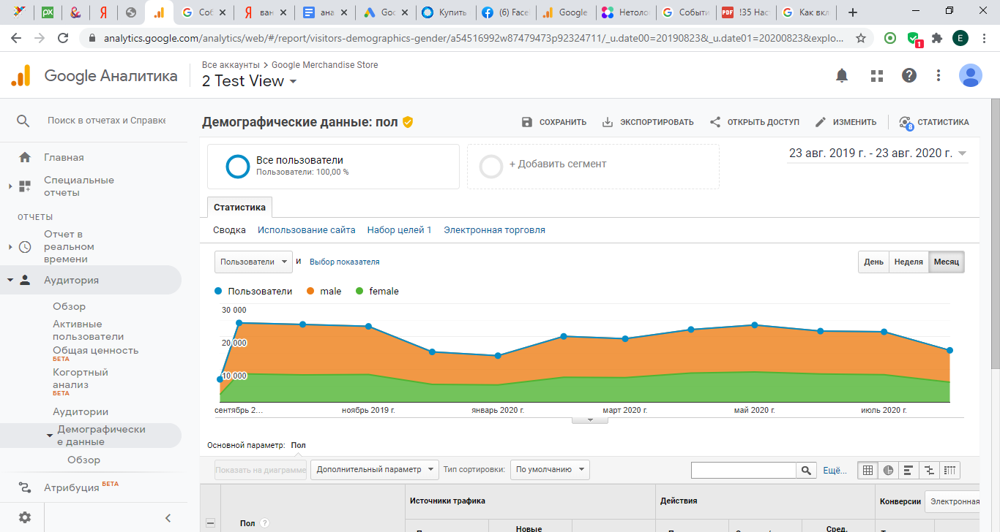 Соб
ван
ана
Goo
Купить
(6) Face
Google
Нетоло
Событи
!35 Нас
Как вкл
analytics.google.com/analytics/web/#/report/visitors-demographics-gender/a54516992w87479473p92324711/_u.date00=20190823&_u.date01=20200823&explo...
1
E
Google Аналитика
Все аккаунты > Google Merchandise Store
2 Test View
Поиск в отчетах и Справке
Демографические данные: пол
СОХРАНИТЬ
ЭКСПОРТИРОВАТЬ
ОТКРЫТЬ ДОСТУП
ИЗМЕНИТЬ
8
СТАТИСТИКА
Главная
Специальные
отчеты
ОТЧЕТЫ
Отчет в
реальном
времени
Аудитория
Обзор
Активные
пользователи
Общая ценность
БЕТА
Когортный
анализ
БЕТА
Аудитории
Демографически
е данные
Обзор
Атрибуция БЕТА
Все пользователи
Пользователи: 100,00 %
+ Добавить сегмент
23 авг. 2019 г. - 23 авг. 2020 г.
Статистика
Сводка
Использование сайта
Набор целей 1
Электронная торговля
Пользователи
и
Выбор показателя
День
Неделя
Месяц
Пользователи
male
female
30 000
20 000
10 000
сентябрь 2...
ноябрь 2019 г.
январь 2020 г.
март 2020 г.
май 2020 г.
июль 2020 г.
Основной параметр: Пол
Показать на диаграмме
Дополнительный параметр
Тип сортировки:
По умолчанию
Ещё...
Пол ?
Источники трафика
Действия
Конверсии
Электронная
Новые
Сред.